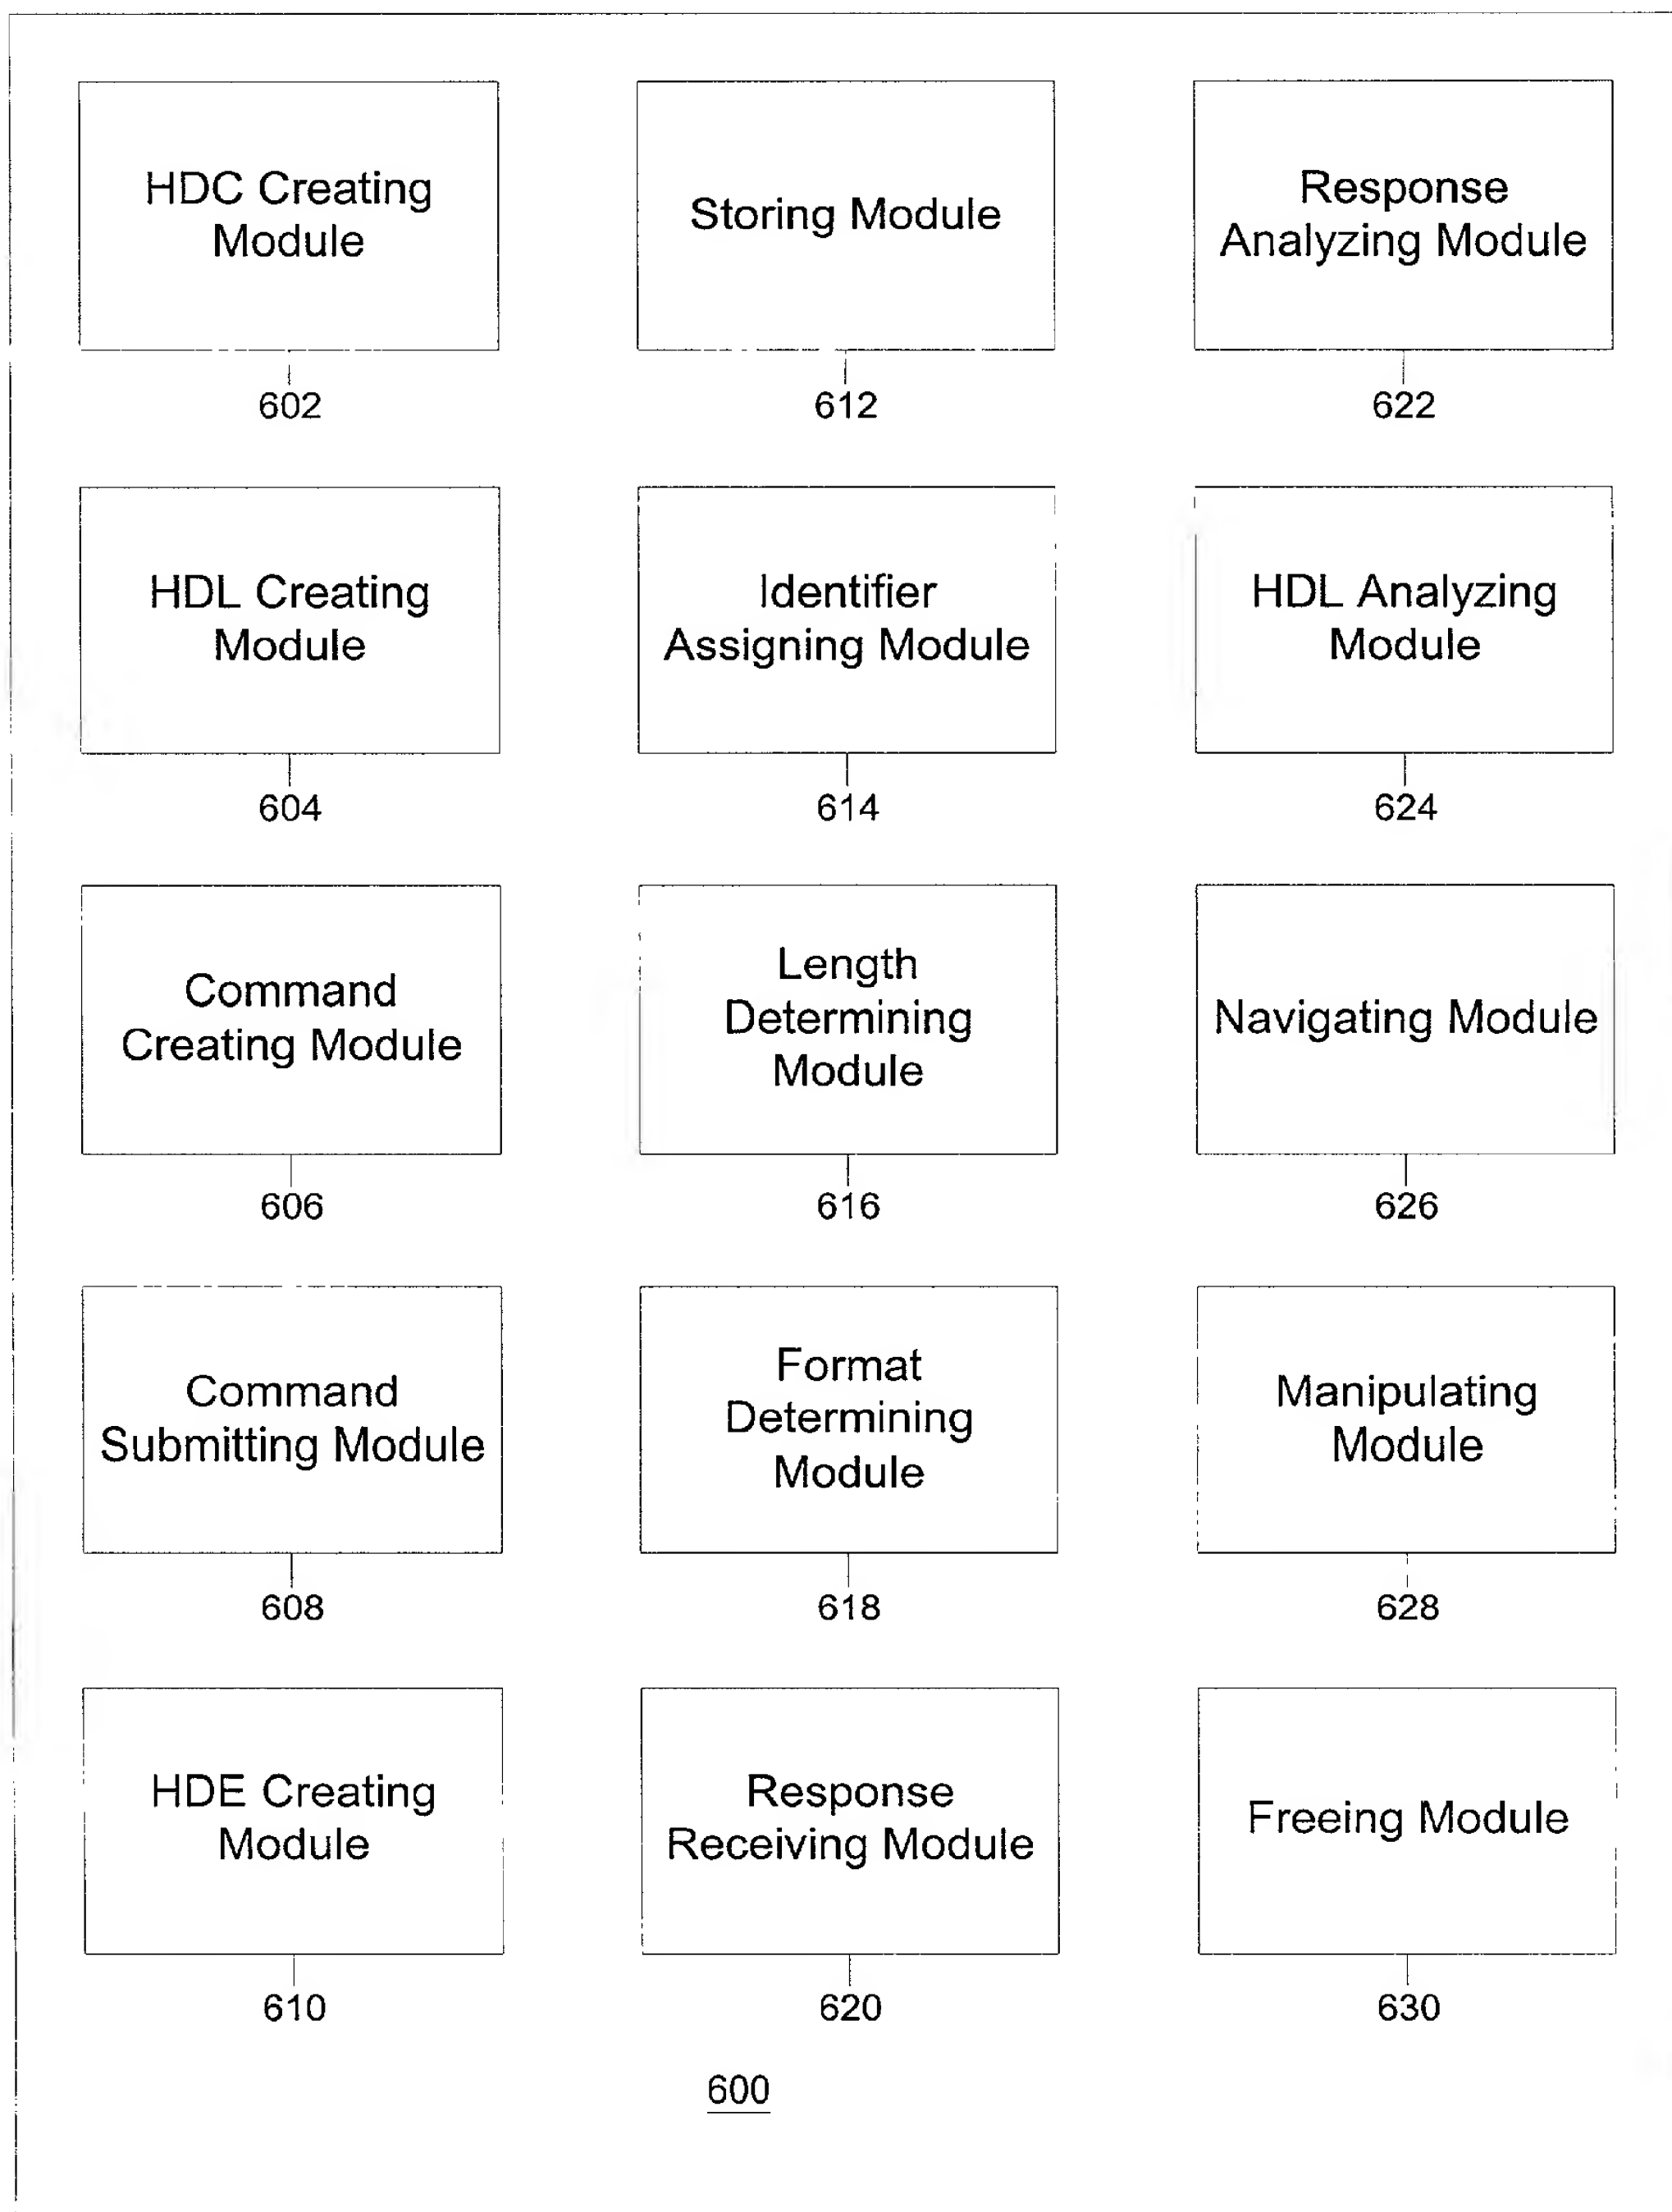 HDC Creating
Module
602
Storing Module
612
Response
Analyzing Module
622
HDL Creating
Module
604
Identifier
Assigning Module
614
HDL Analyzing
Module
624
Command
Creating Module
606
Length
Determining
Module
616
Navigating Module
626
Command
Submitting Module
608
Format
Determining
Module
618
Manipulating
Module
628
HDE Creating
Module
610
Response
Receiving Module
620
Freeing Module
630
600